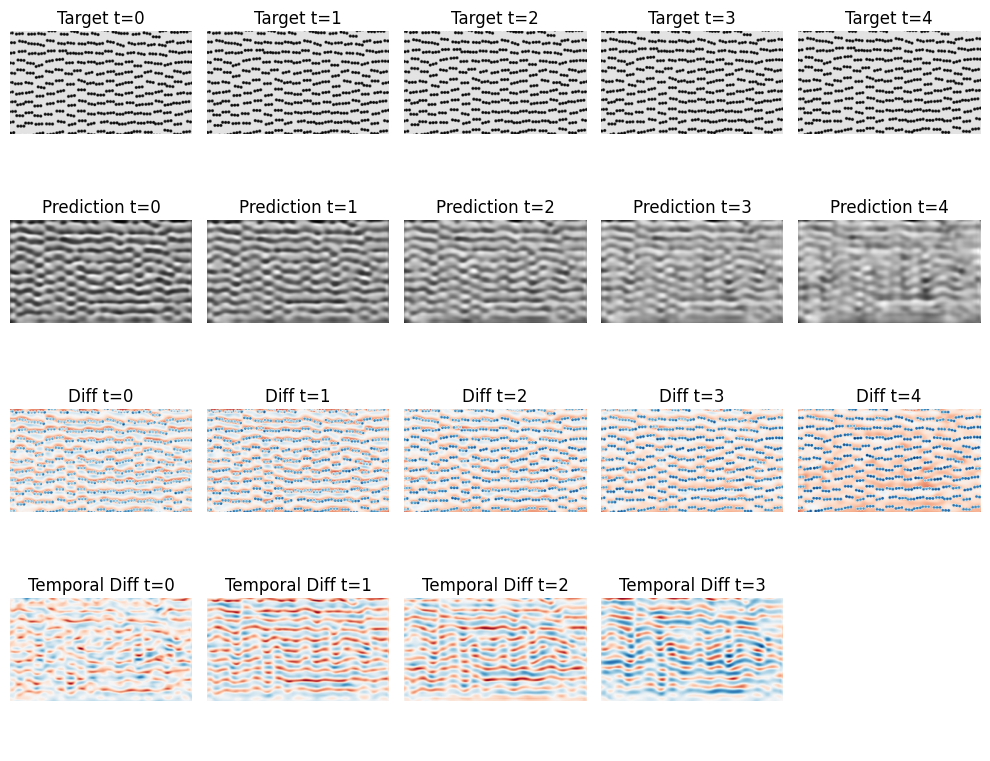 Target t=0 Target t=1 Target t=2 Target t=3 Target t=4
Prediction t=0 Prediction t=1 Prediction t=2 Prediction t=3 Prediction t=4
Diff t=0 Diff t=1 Diff t=2 Diff t=3 Diff t=4
Temporal Diff t=0 Temporal Diff t=1 Temporal Diff t=2 Temporal Diff t=3